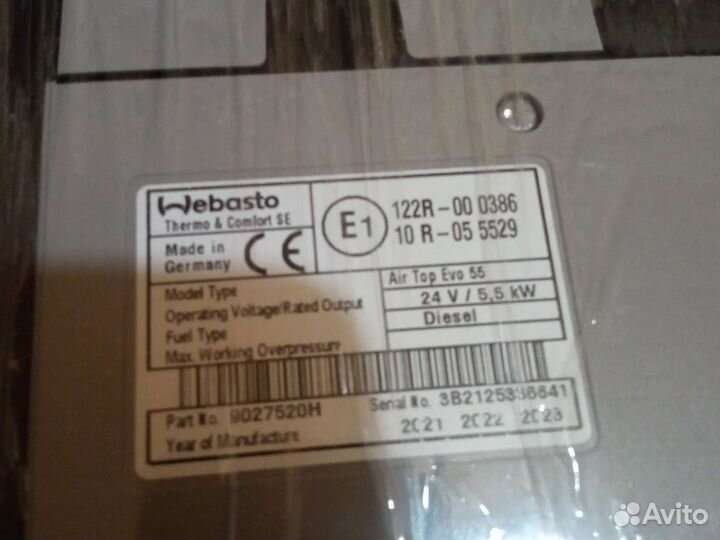 Webasto
Thermo & Comfort SE
Made in
Germany
CE
E1
122R-00 0386
10 R-05 5529
Model Type
Air Top Evo 55
Operating Voltage/Rated Output
24 V / 5,5 kW
Fuel Type
Diesel
Max. Working Overpressure
Part No. 9027520H
Serial No.
Year of Manufacture
2021 2022 2023
Avito